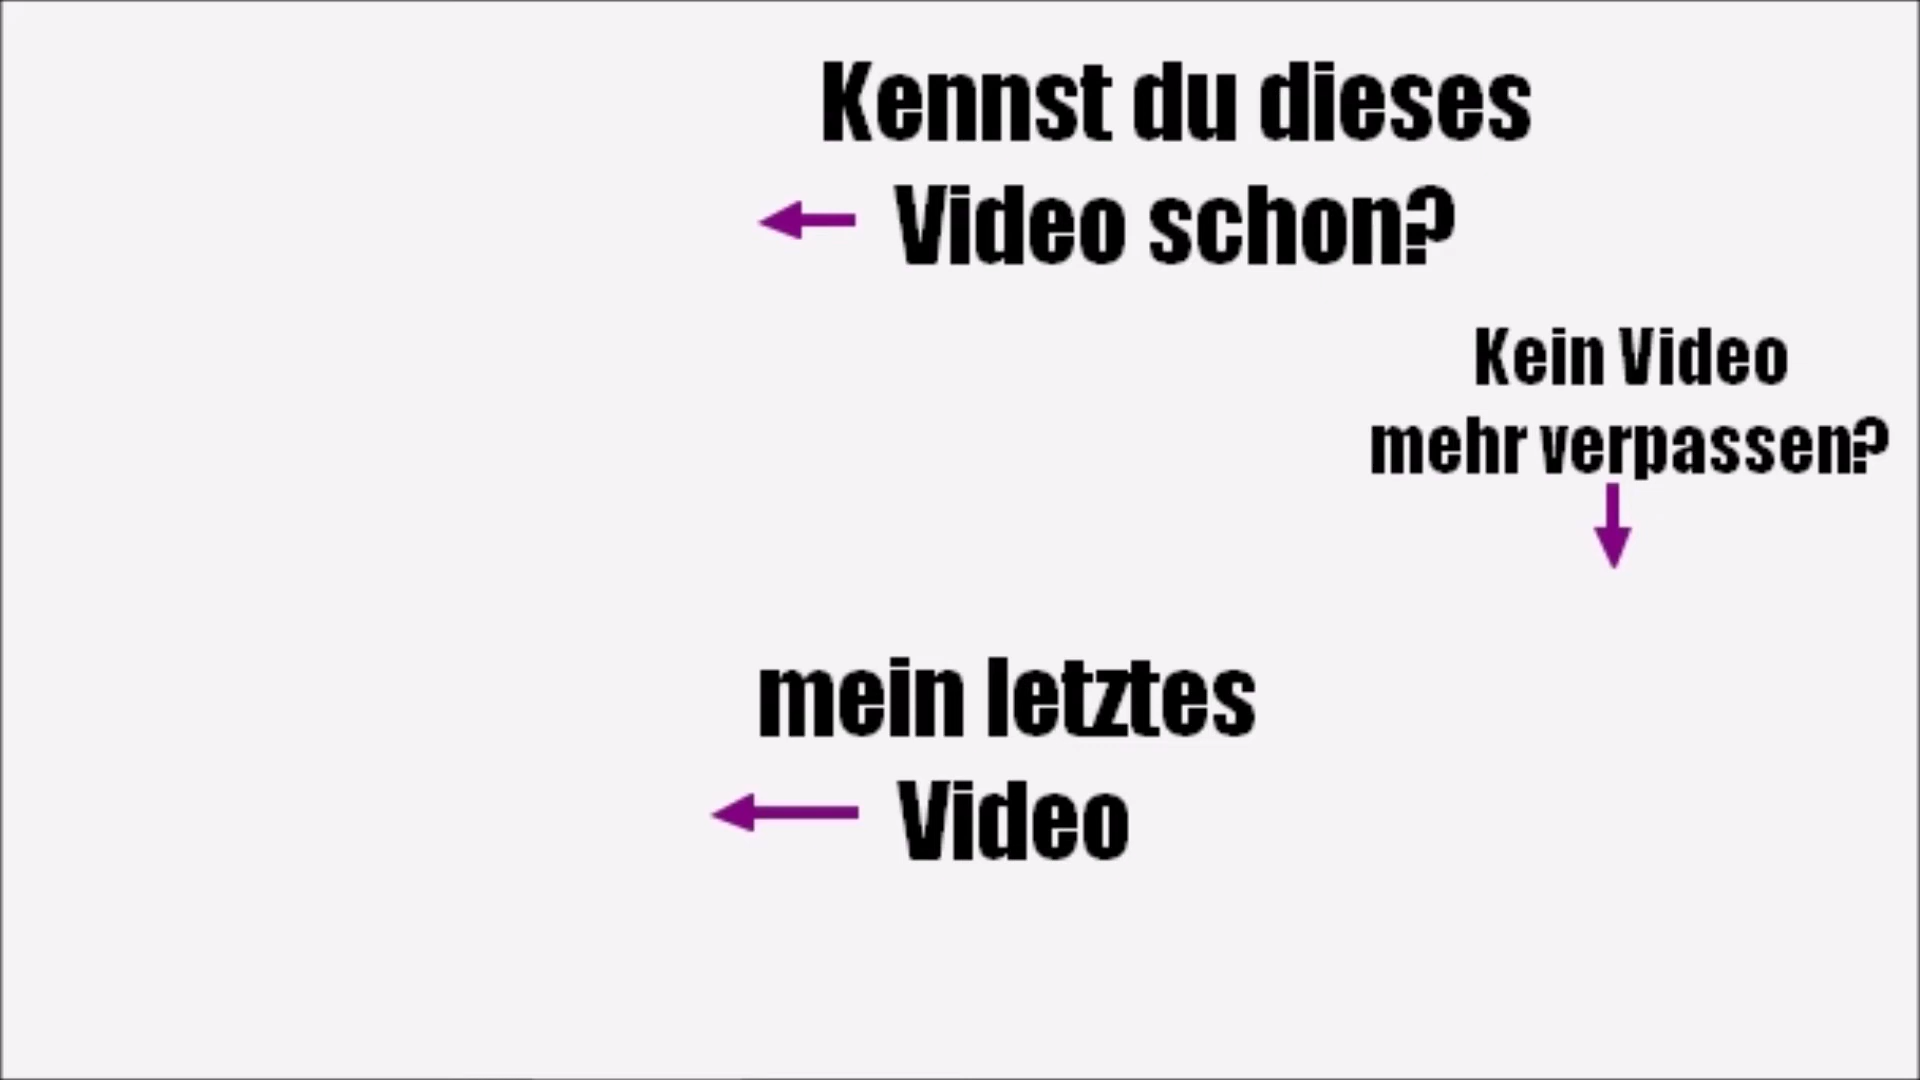 Kennst du dieses
Video schon?
Kein Video
mehr verpassen?
mein letztes
Video